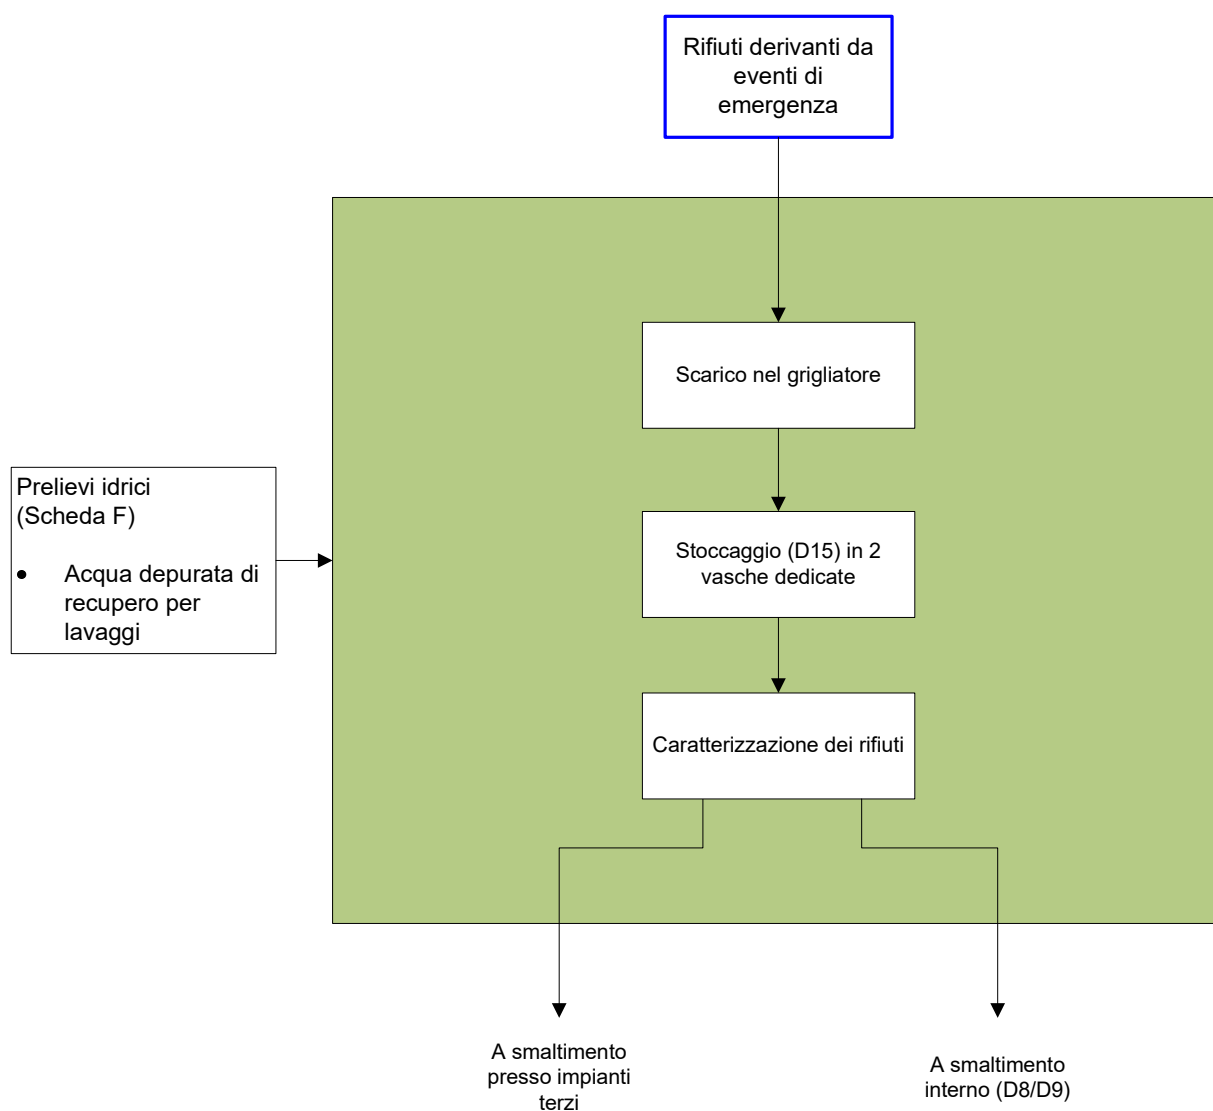 Rifiuti derivanti da
eventi di
emergenza
Scarico nel grigliatore
Prelievi idrici
(Scheda F)
• Acqua depurata di
recupero per
lavaggi
Stoccaggio (D15) in 2
vasche dedicate
Caratterizzazione dei rifiuti
A smaltimento
presso impianti
terzi
A smaltimento
interno (D8/D9)